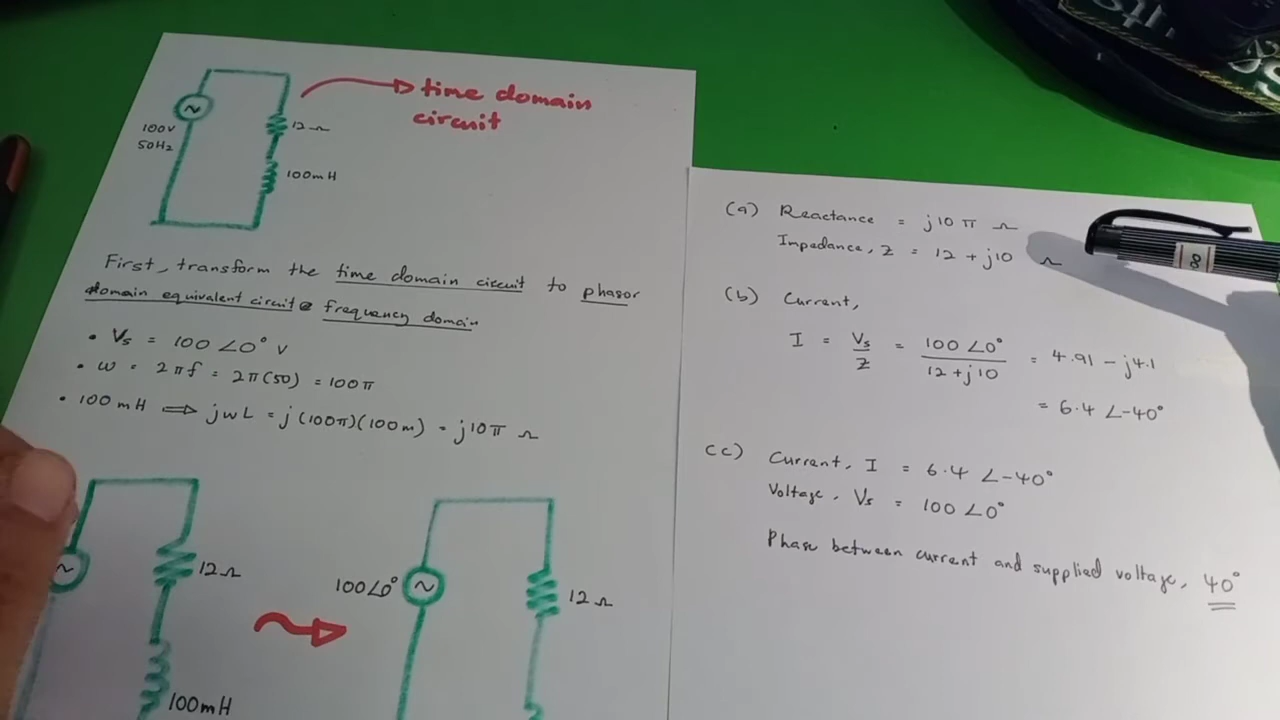 time domain
circuit
100V
50Hz
12Ω
100mH
First, transform the time domain circuit to phasor
domain equivalent circuit @ frequency domain
• Vs = 100 ∠0° V
• ω = 2πf = 2π(50) = 100π
• 100mH ⟹ jωL = j(100π)(100m) = j10π Ω
12Ω
100mH
100∠0°
12Ω
(a) Reactance = j10π Ω
Impedance, Z = 12 + j10 Ω
(b) Current,
I = Vs/Z = 100∠0°/12+j10 = 4.91 - j4.1
= 6.4 ∠-40°
(c) Current, I = 6.4 ∠-40°
Voltage, Vs = 100 ∠0°
Phase between current and supplied voltage, 40°